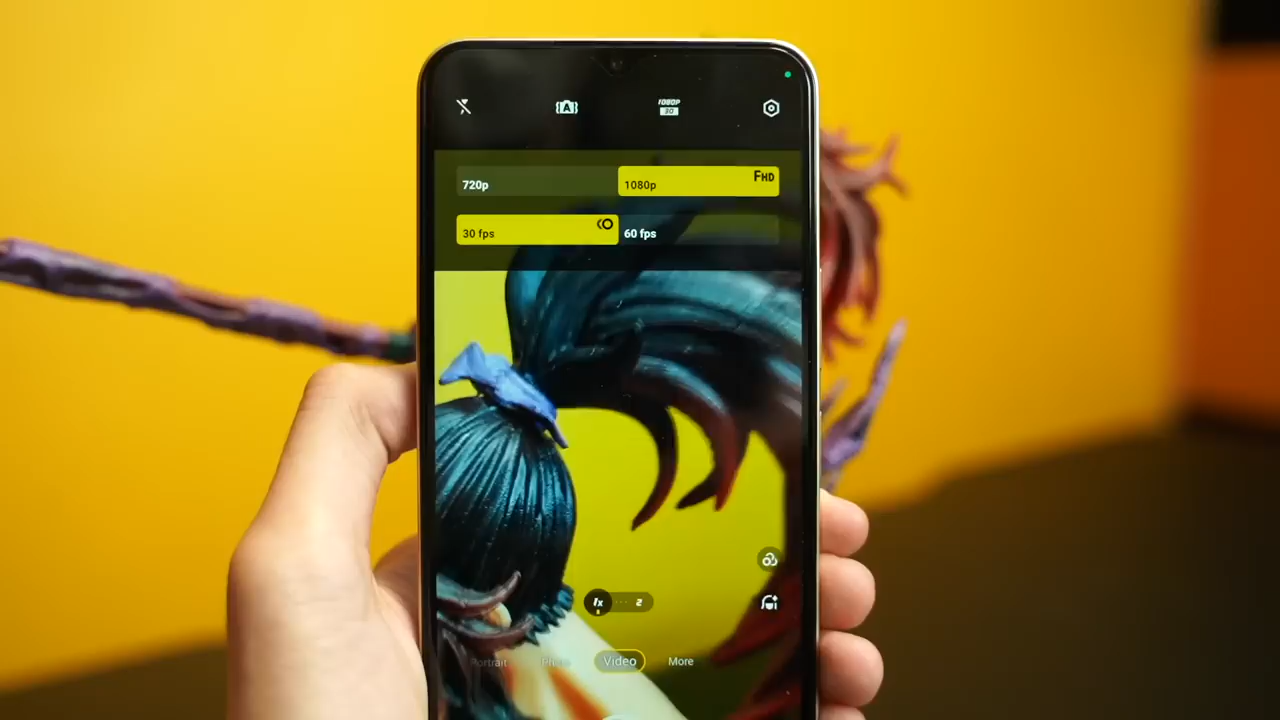 A
1080P
30
720p
1080p FHD
30 fps
60 fps
1x 2
Portrait Photo Video More